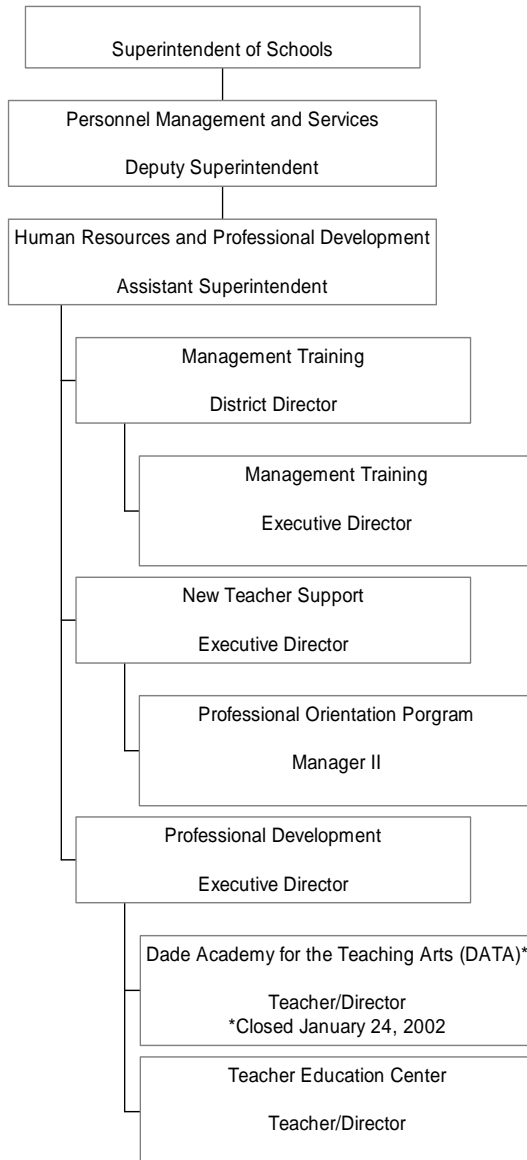 Superintendent of Schools
Personnel Management and Services
Deputy Superintendent
Human Resources and Professional Development
Assistant Superintendent
Management Training
District Director
Management Training
Executive Director
New Teacher Support
Executive Director
Professional Orientation Porgram
Manager II
Professional Development
Executive Director
Dade Academy for the Teaching Arts (DATA)*
Teacher/Director
*Closed January 24, 2002
Teacher Education Center
Teacher/Director